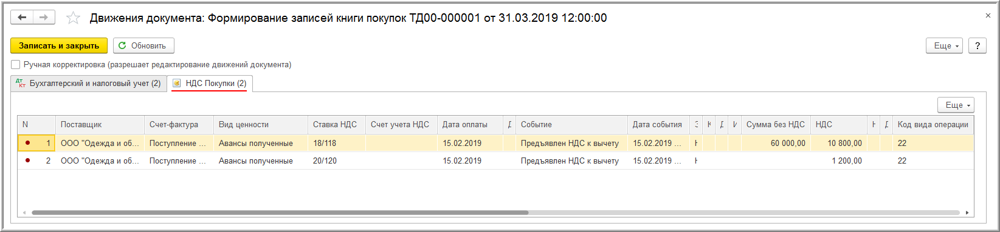 Движения документа: Формирование записей книги покупок ТД00-000001 от 31.03.2019 12:00:00
Записать и закрыть Обновить Еще ?
Ручная корректировка (разрешает редактирование движений документа)
Дт Кт Бухгалтерский и налоговый учет (2) НДС Покупки (2)
Еще
N Поставщик Счет-фактура Вид ценности Ставка НДС Счет учета НДС Дата оплаты Д Событие Дата события З К Д И Сумма без НДС НДС Н Д Код вида операции
1 ООО "Одежда и об... Поступление ... Авансы полученные 18/118 15.02.2019 Предъявлен НДС к вычету 15.02.2019 ... Н 60 000,00 10 800,00 22
2 ООО "Одежда и об... Поступление ... Авансы полученные 20/120 15.02.2019 Предъявлен НДС к вычету 15.02.2019 ... Н 1 200,00 22